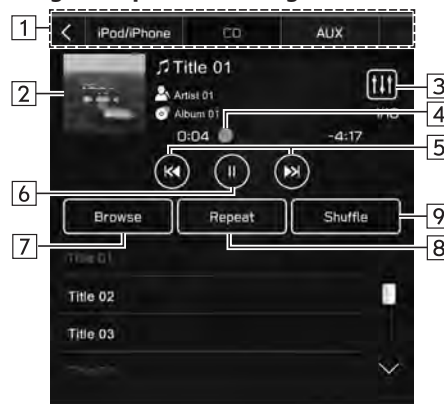 1
iPod/iPhone CD AUX
2
Title 01
Artist 01
Album 01
3
4
0:04 -4:17
5
6
Browse Repeat Shuffle
7
8
9
Title 01
Title 02
Title 03